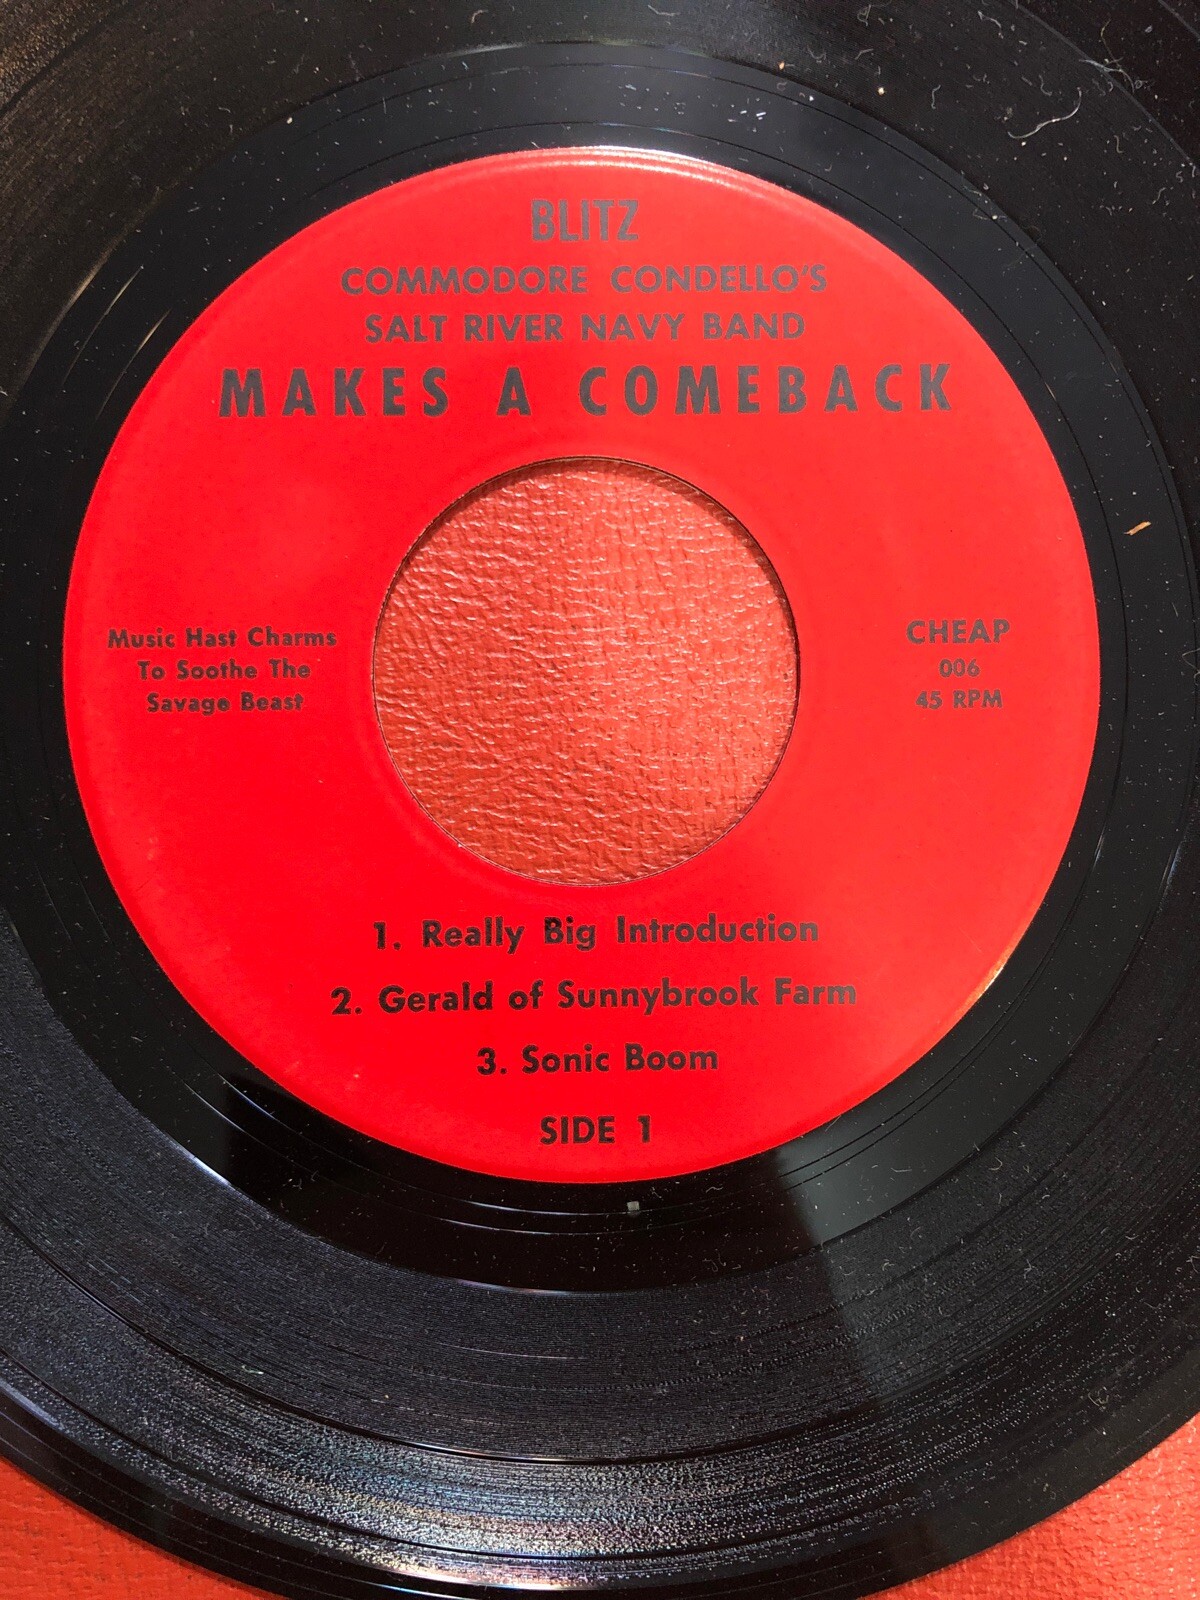 BLITZ
COMMODORE CONDELLO'S
SALT RIVER NAVY BAND
MAKES A COMEBACK
Music Hast Charms
To Soothe The
Savage Beast
CHEAP
006
45 RPM
1. Really Big Introduction
2. Gerald of Sunnybrook Farm
3. Sonic Boom
SIDE 1